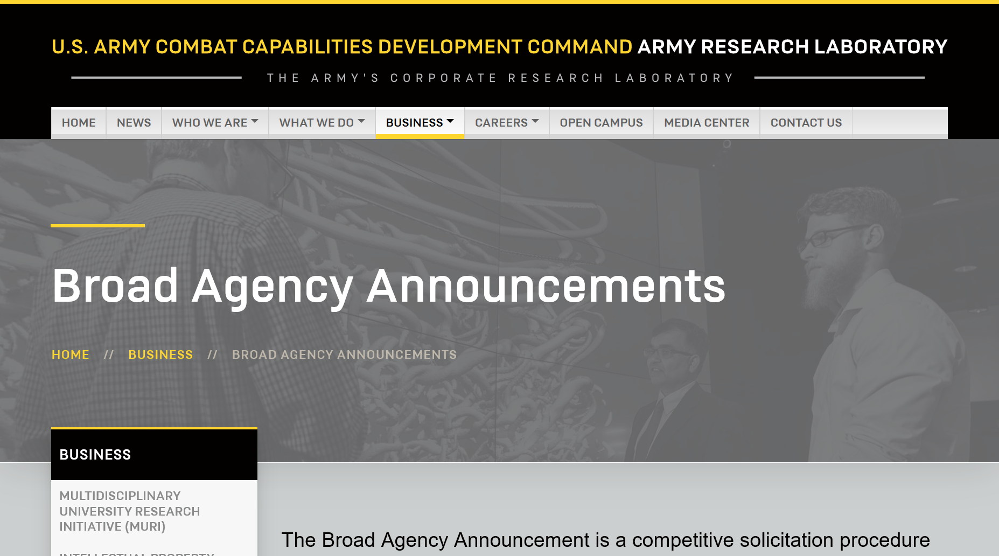 U.S. ARMY COMBAT CAPABILITIES DEVELOPMENT COMMAND ARMY RESEARCH LABORATORY
THE ARMY'S CORPORATE RESEARCH LABORATORY
HOME NEWS WHO WE ARE WHAT WE DO BUSINESS CAREERS OPEN CAMPUS MEDIA CENTER CONTACT US
Broad Agency Announcements
HOME // BUSINESS // BROAD AGENCY ANNOUNCEMENTS
BUSINESS
MULTIDISCIPLINARY
UNIVERSITY RESEARCH
INITIATIVE (MURI)
INTELLECTUAL PROPERTY
The Broad Agency Announcement is a competitive solicitation procedure